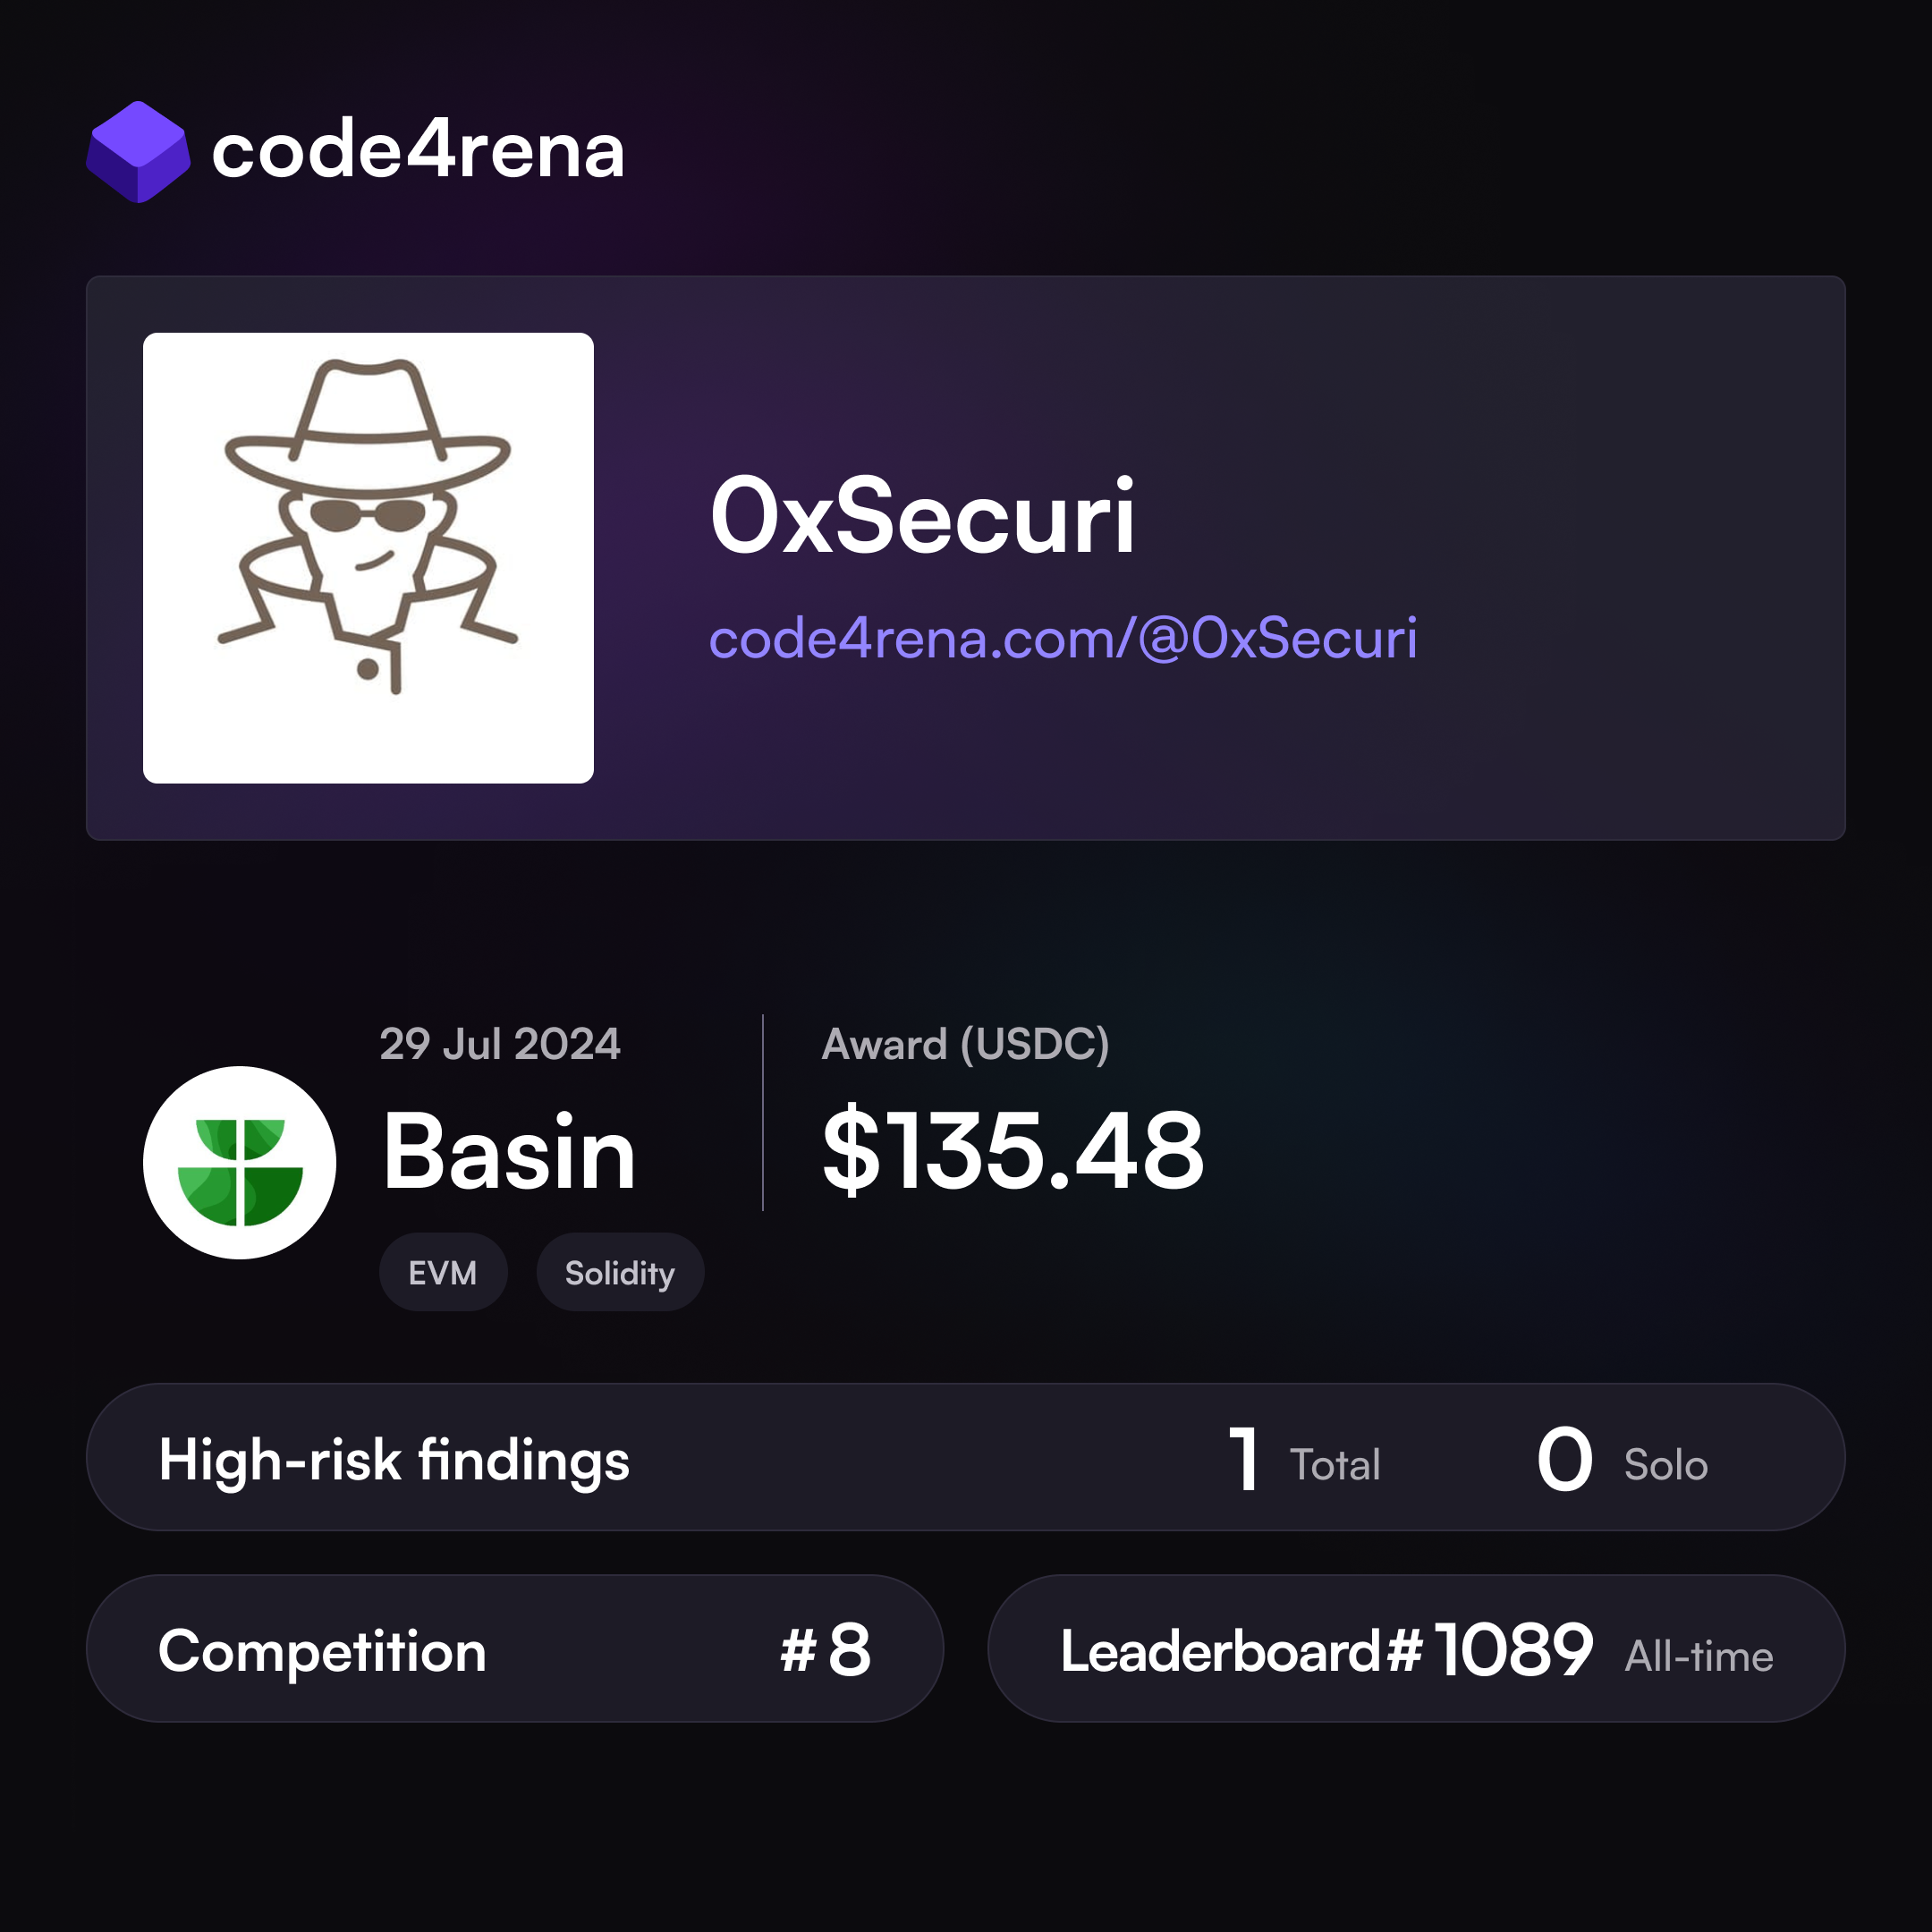 code4rena
0xSecuri
code4rena.com/@0xSecuri
29 Jul 2024
Basin
EVM Solidity
Award (USDC)
$135.48
High-risk findings 1 Total 0 Solo
Competition #8
Leaderboard #1089 All-time